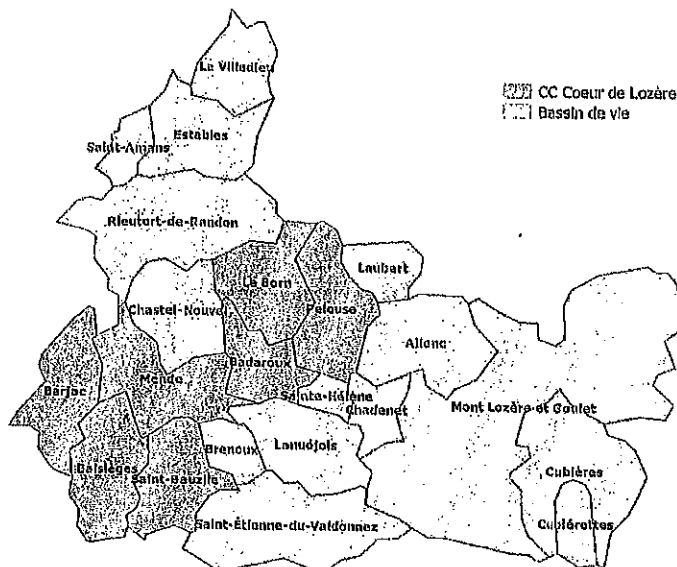 La Villedieu
CC Coeur de Lozère
Bassin de vie
Estables
Saint-Amans
Rieutort-de-Randon
Laubert
Le Born
Chastel-Nouvel
Pelouse
Allenc
Badaroux
Barjac
Mende
Sainte-Hélène
Chadenet
Mont Lozère et Goulet
Brenoux
Lanuéjols
Balsièges
Saint-Bauzile
Cubières
Saint-Étienne-du-Valdonnez
Cubiérettes